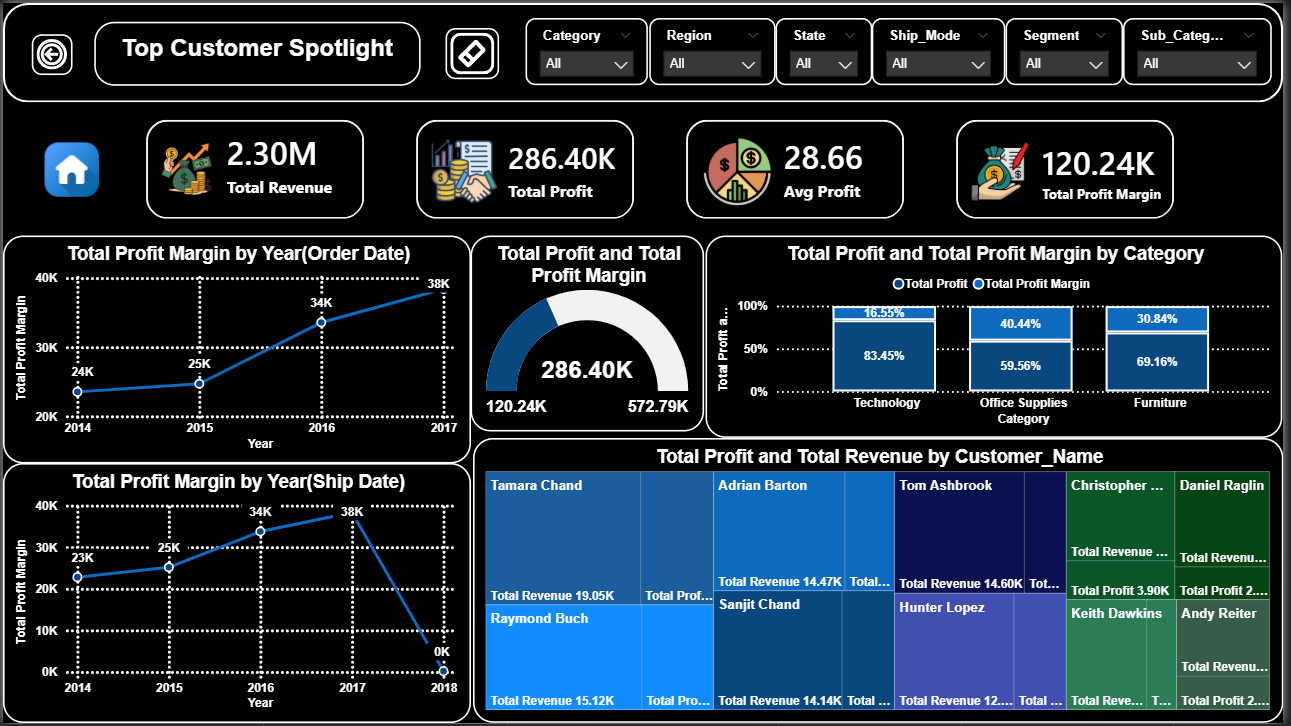 Top Customer Spotlight
Category
All
Region
All
State
All
Ship_Mode
All
Segment
All
Sub_Categ...
All
2.30M
Total Revenue
286.40K
Total Profit
28.66
Avg Profit
120.24K
Total Profit Margin
Total Profit Margin by Year(Order Date)
Total Profit Margin
40K
30K
20K
24K
25K
34K
38K
2014
2015
2016
2017
Year
Total Profit and Total
Profit Margin
286.40K
120.24K
572.79K
Total Profit and Total Profit Margin by Category
Total Profit
Total Profit Margin
Total Profit a...
100%
50%
0%
16.55%
83.45%
40.44%
59.56%
30.84%
69.16%
Technology
Office Supplies
Furniture
Category
Total Profit Margin by Year(Ship Date)
Total Profit Margin
40K
30K
20K
10K
0K
23K
25K
34K
38K
0K
2014
2015
2016
2017
2018
Year
Total Profit and Total Revenue by Customer_Name
Tamara Chand
Total Revenue 19.05K
Total Prof...
Raymond Buch
Total Revenue 15.12K
Total Pro...
Adrian Barton
Total Revenue 14.47K
Total...
Sanjit Chand
Total Revenue 14.14K
Total ...
Tom Ashbrook
Total Revenue 14.60K
Tot...
Hunter Lopez
Total Revenue 12....
Total ...
Christopher ...
Total Revenue ...
Total Profit 3.90K
Daniel Raglin
Total Revenu...
Total Profit 2....
Keith Dawkins
Total Reve...
T...
Andy Reiter
Total Revenu...
Total Profit 2....